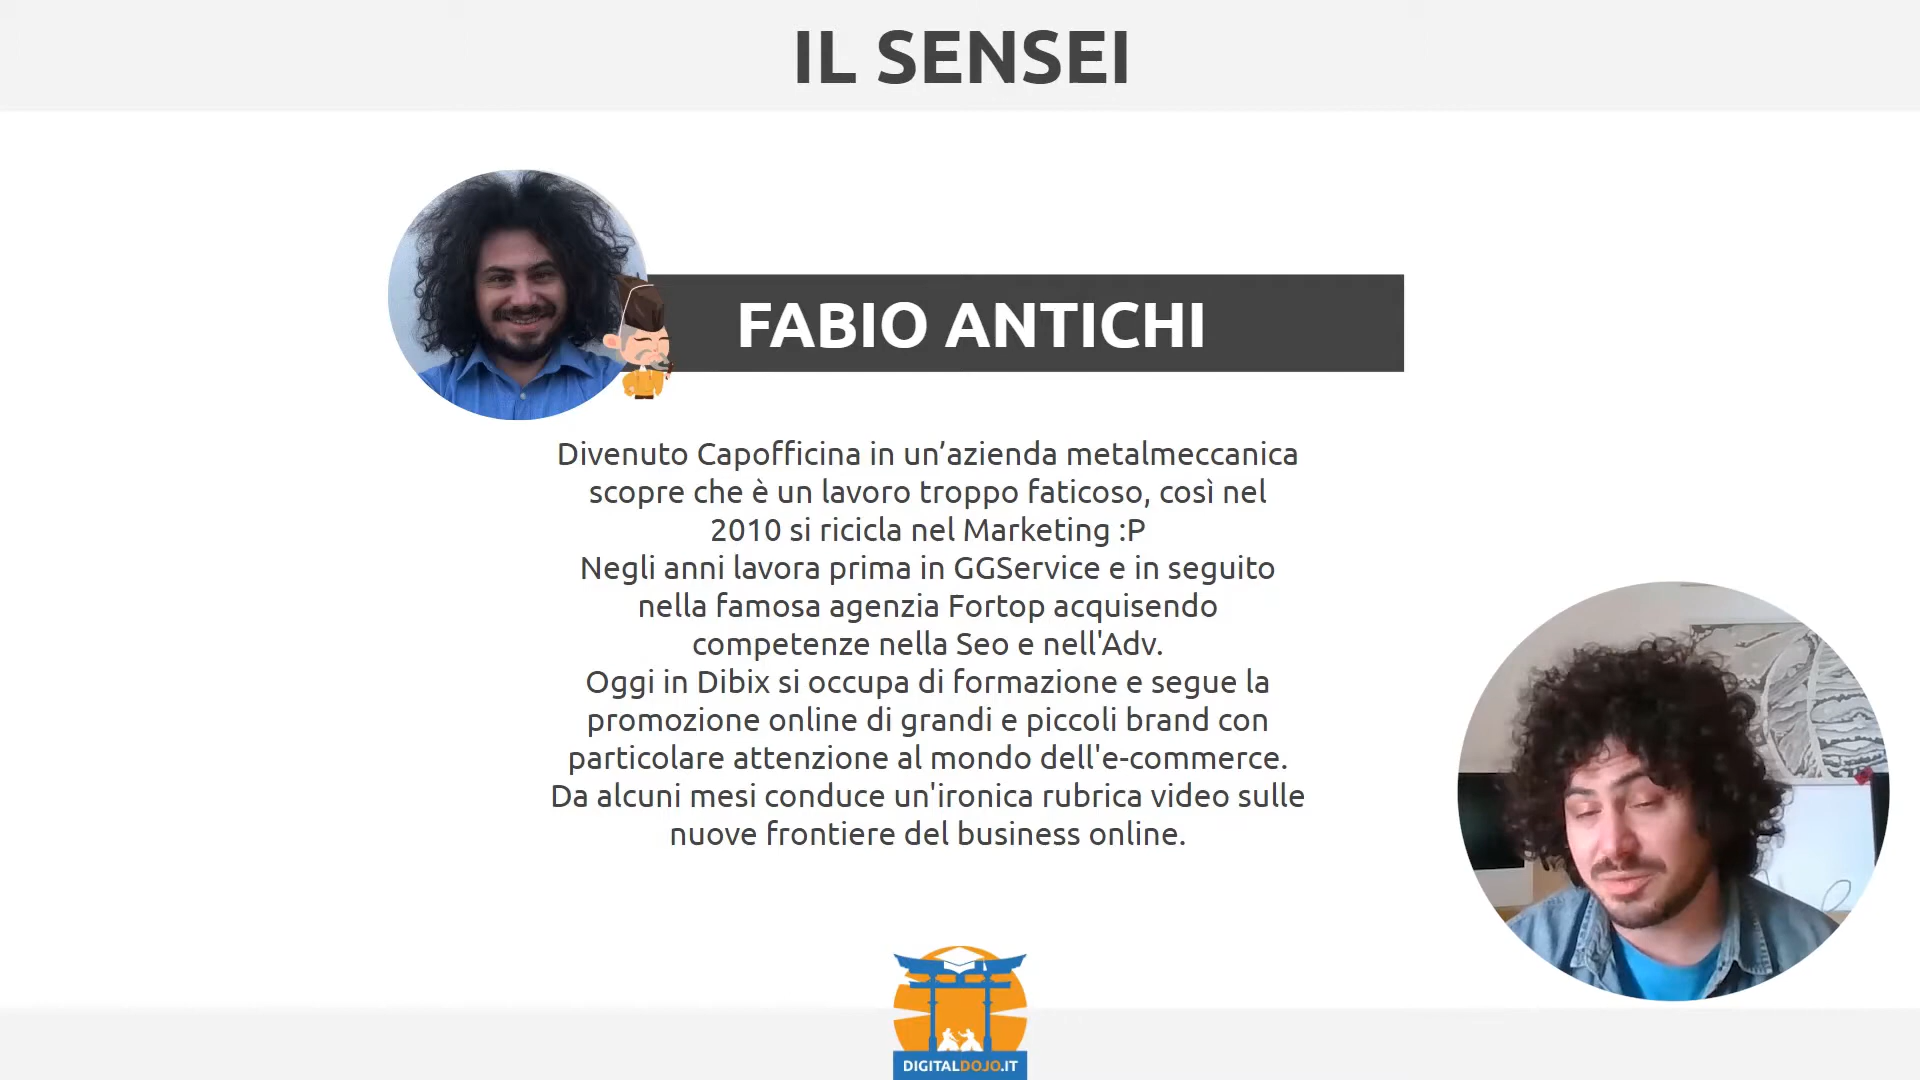 IL SENSEI
FABIO ANTICHI
Divenuto Capofficina in un’azienda metalmeccanica
scopre che è un lavoro troppo faticoso, così nel
2010 si ricicla nel Marketing :P
Negli anni lavora prima in GGService e in seguito
nella famosa agenzia Fortop acquisendo
competenze nella Seo e nell'Adv.
Oggi in Dibix si occupa di formazione e segue la
promozione online di grandi e piccoli brand con
particolare attenzione al mondo dell'e-commerce.
Da alcuni mesi conduce un'ironica rubrica video sulle
nuove frontiere del business online.
DIGITALDOJO.IT